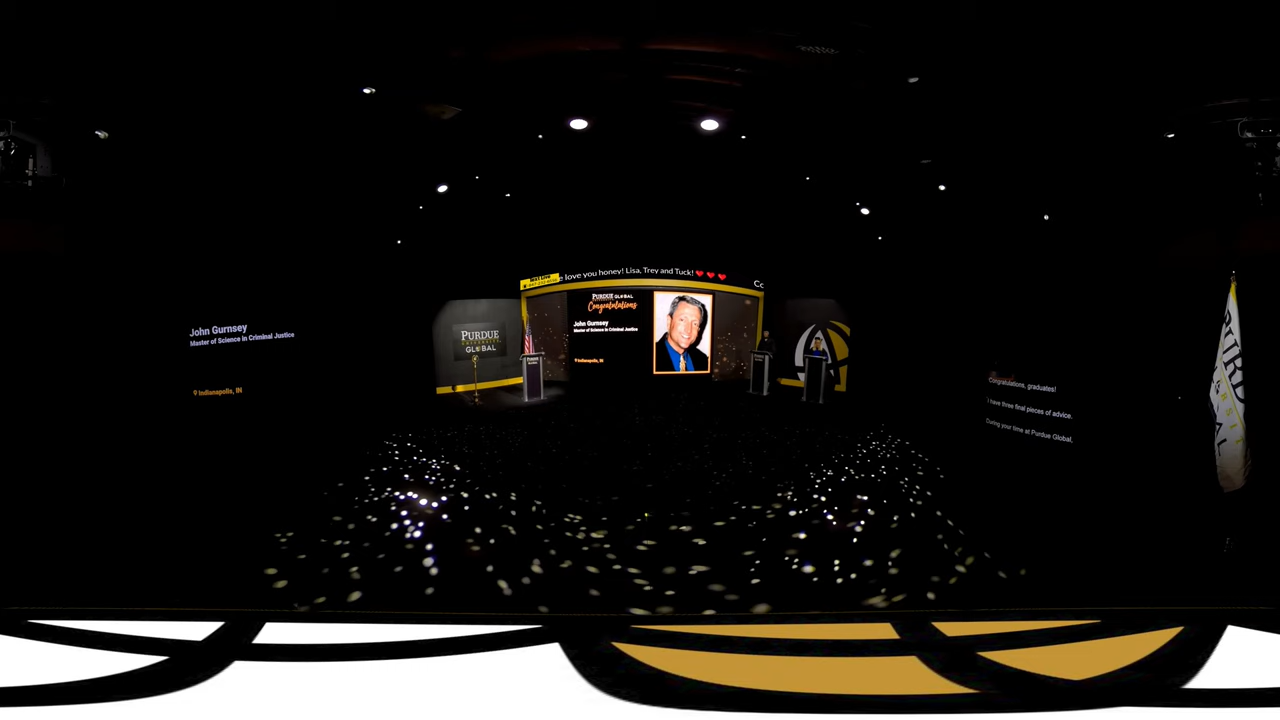 e love you honey! Lisa, Trey and Tuck! ❤❤❤
Co
PURDUE GLOBAL
Congratulations
John Gurnsey
Master of Science in Criminal Justice
Indianapolis, IN
PURDUE
UNIVERSITY
GLOBAL
John Gurnsey
Master of Science in Criminal Justice
Indianapolis, IN
Congratulations, graduates!
I have three final pieces of advice.
During your time at Purdue Global,